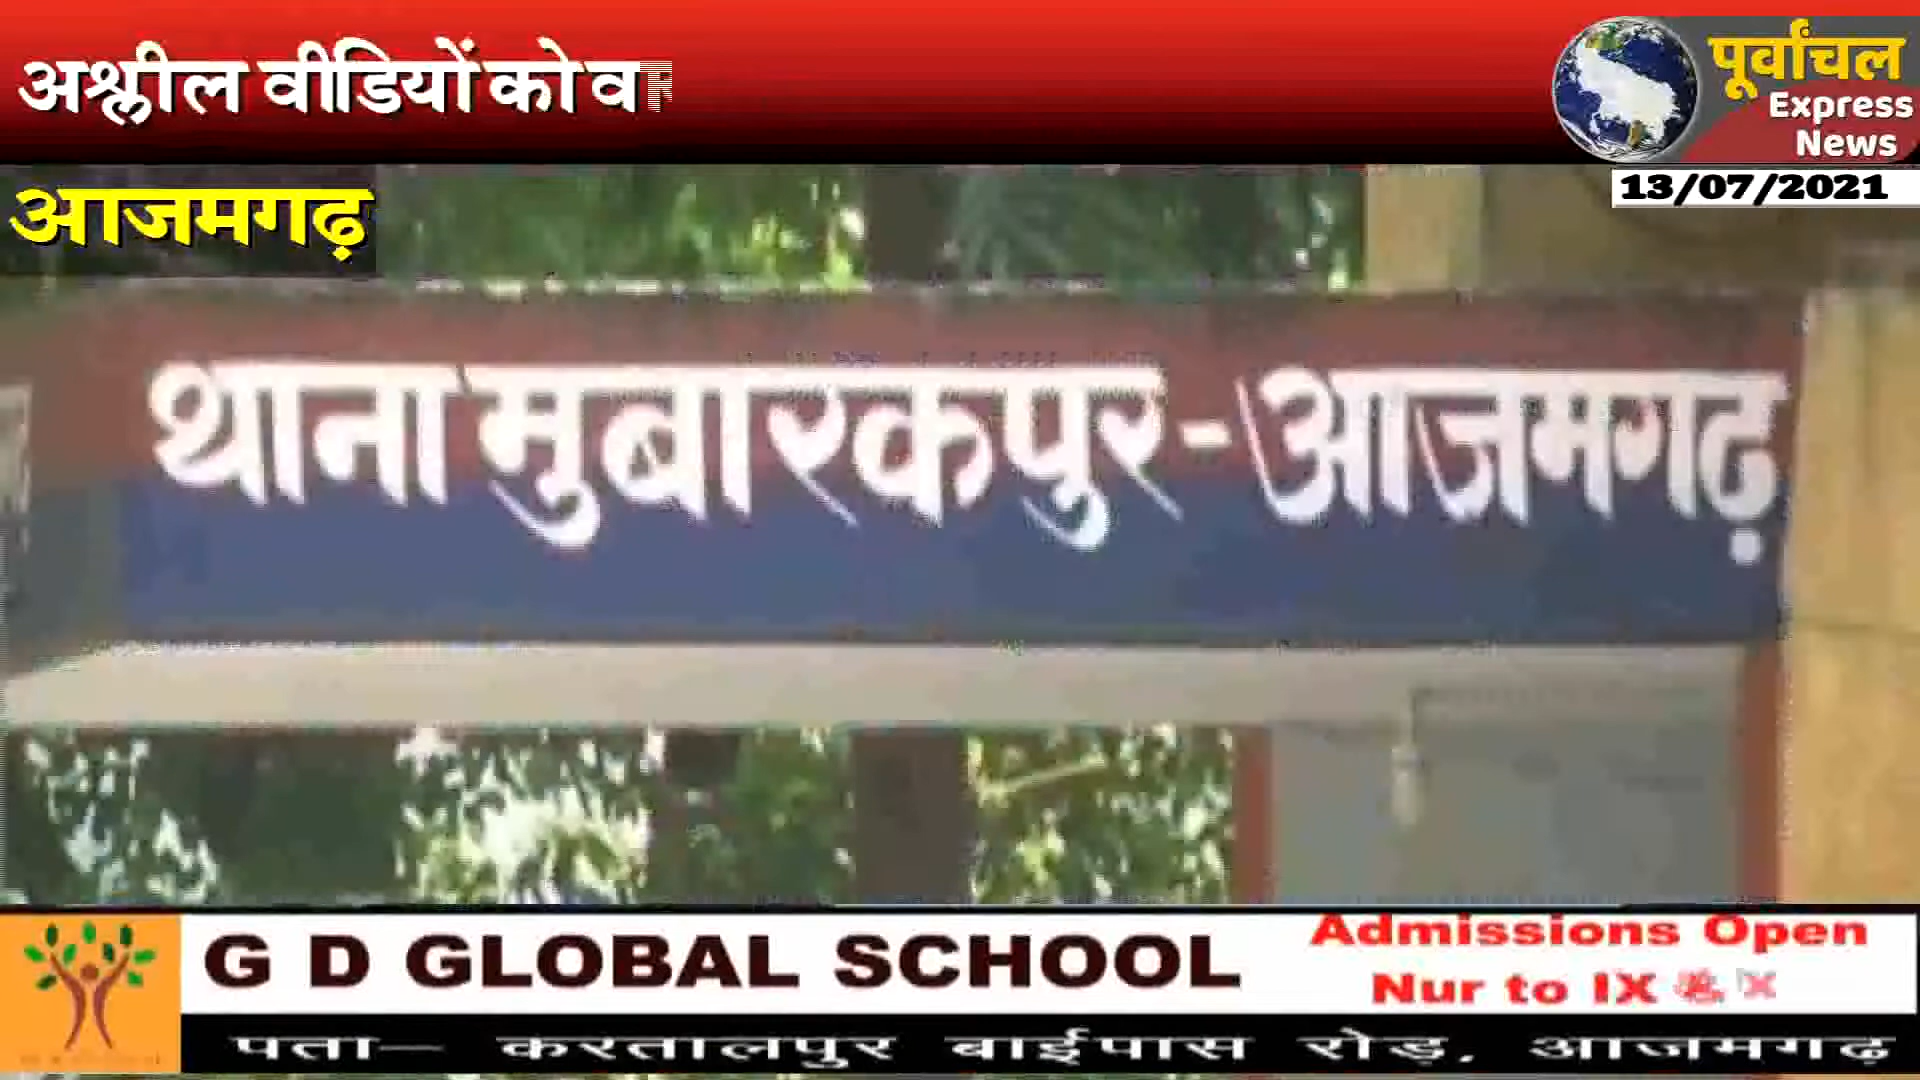 अश्लील वीडियों को व
पूर्वांचल
Express
News
13/07/2021
आजमगढ़
थाना मुबारकपुर-आजमगढ़
G D GLOBAL SCHOOL
Admissions Open
Nur to IX & X
पता— करतालपुर बाईपास रोड़, आजमगढ़